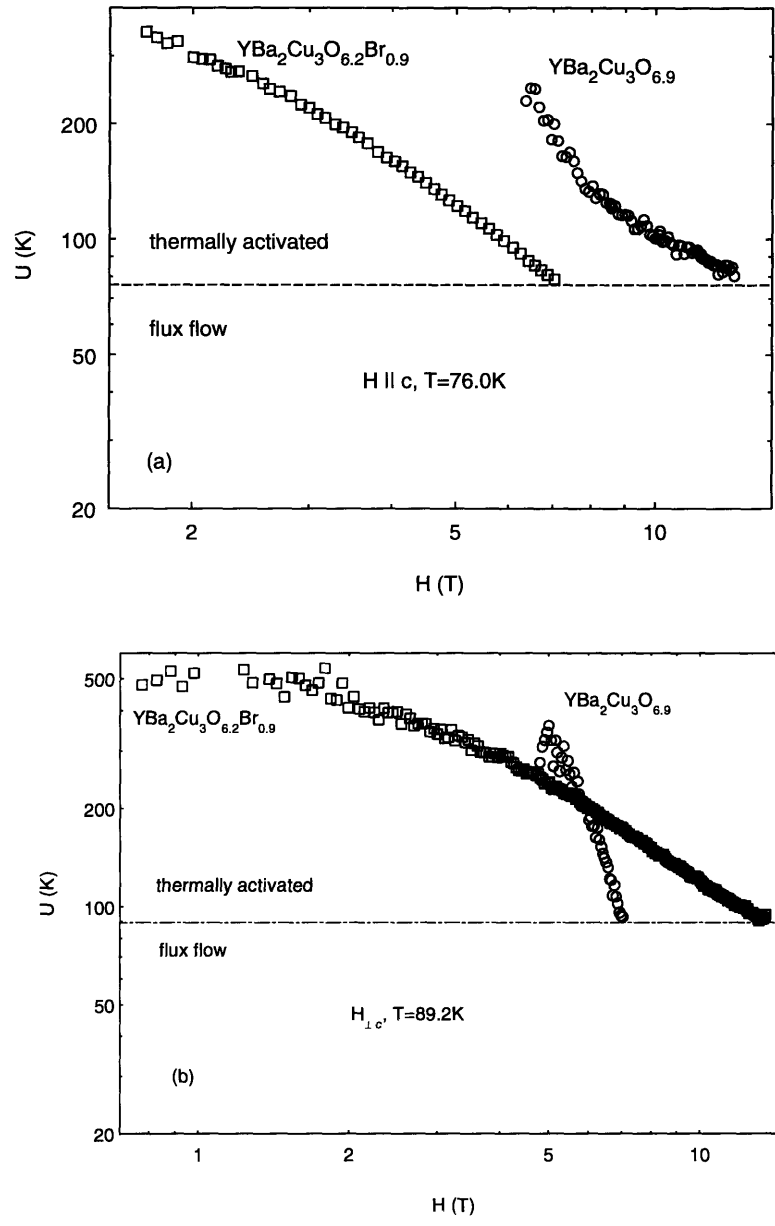 YBa₂Cu₃O₆.₂Br₀.₉
YBa₂Cu₃O₆.₉
200
100
50
20
U (K)
thermally activated
flux flow
H || c, T=76.0K
(a)
2
5
10
H (T)
500
200
100
50
20
U (K)
YBa₂Cu₃O₆.₉
YBa₂Cu₃O₆.₂Br₀.₉
thermally activated
flux flow
H⊥c, T=89.2K
(b)
1
2
5
10
H (T)